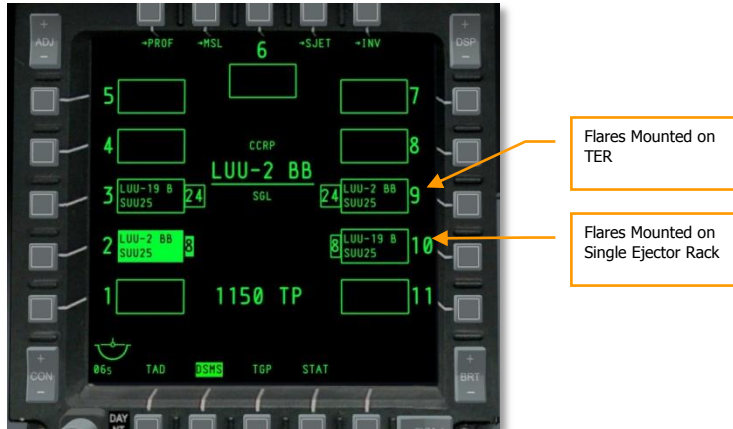 +
ADJ
-
→PROF →MSL →SJET →INV
+
DSP
-
6
5
7
4
8
CCRP
LUU-2 BB
SGL
3
LUU-19 B
SUU25
24
24
LUU-2 BB
SUU25
9
2
LUU-2 BB
SUU25
8
8
LUU-19 B
SUU25
10
1
1150 TP
11
065
TAD DSMS TGP STAT
+
CON
-
+
BRT
-
DAY
Flares Mounted on
TER
Flares Mounted on
Single Ejector Rack